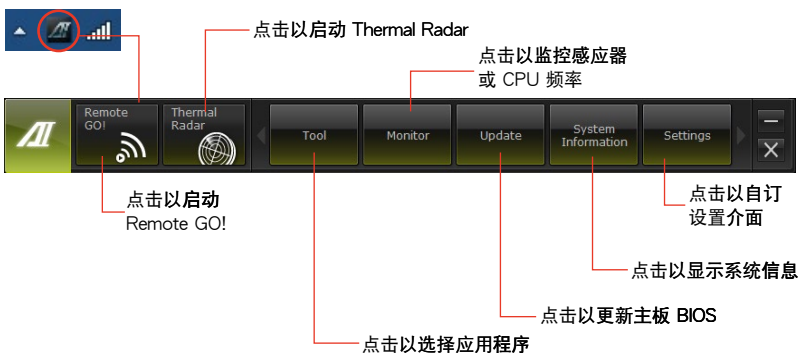 点击以启动 Thermal Radar
点击以监控感应器
或 CPU 频率
Remote
GO!
Thermal
Radar
Tool
Monitor
Update
System
Information
Settings
点击以启动
Remote GO!
点击以自订
设置介面
点击以显示系统信息
点击以更新主板 BIOS
点击以选择应用程序